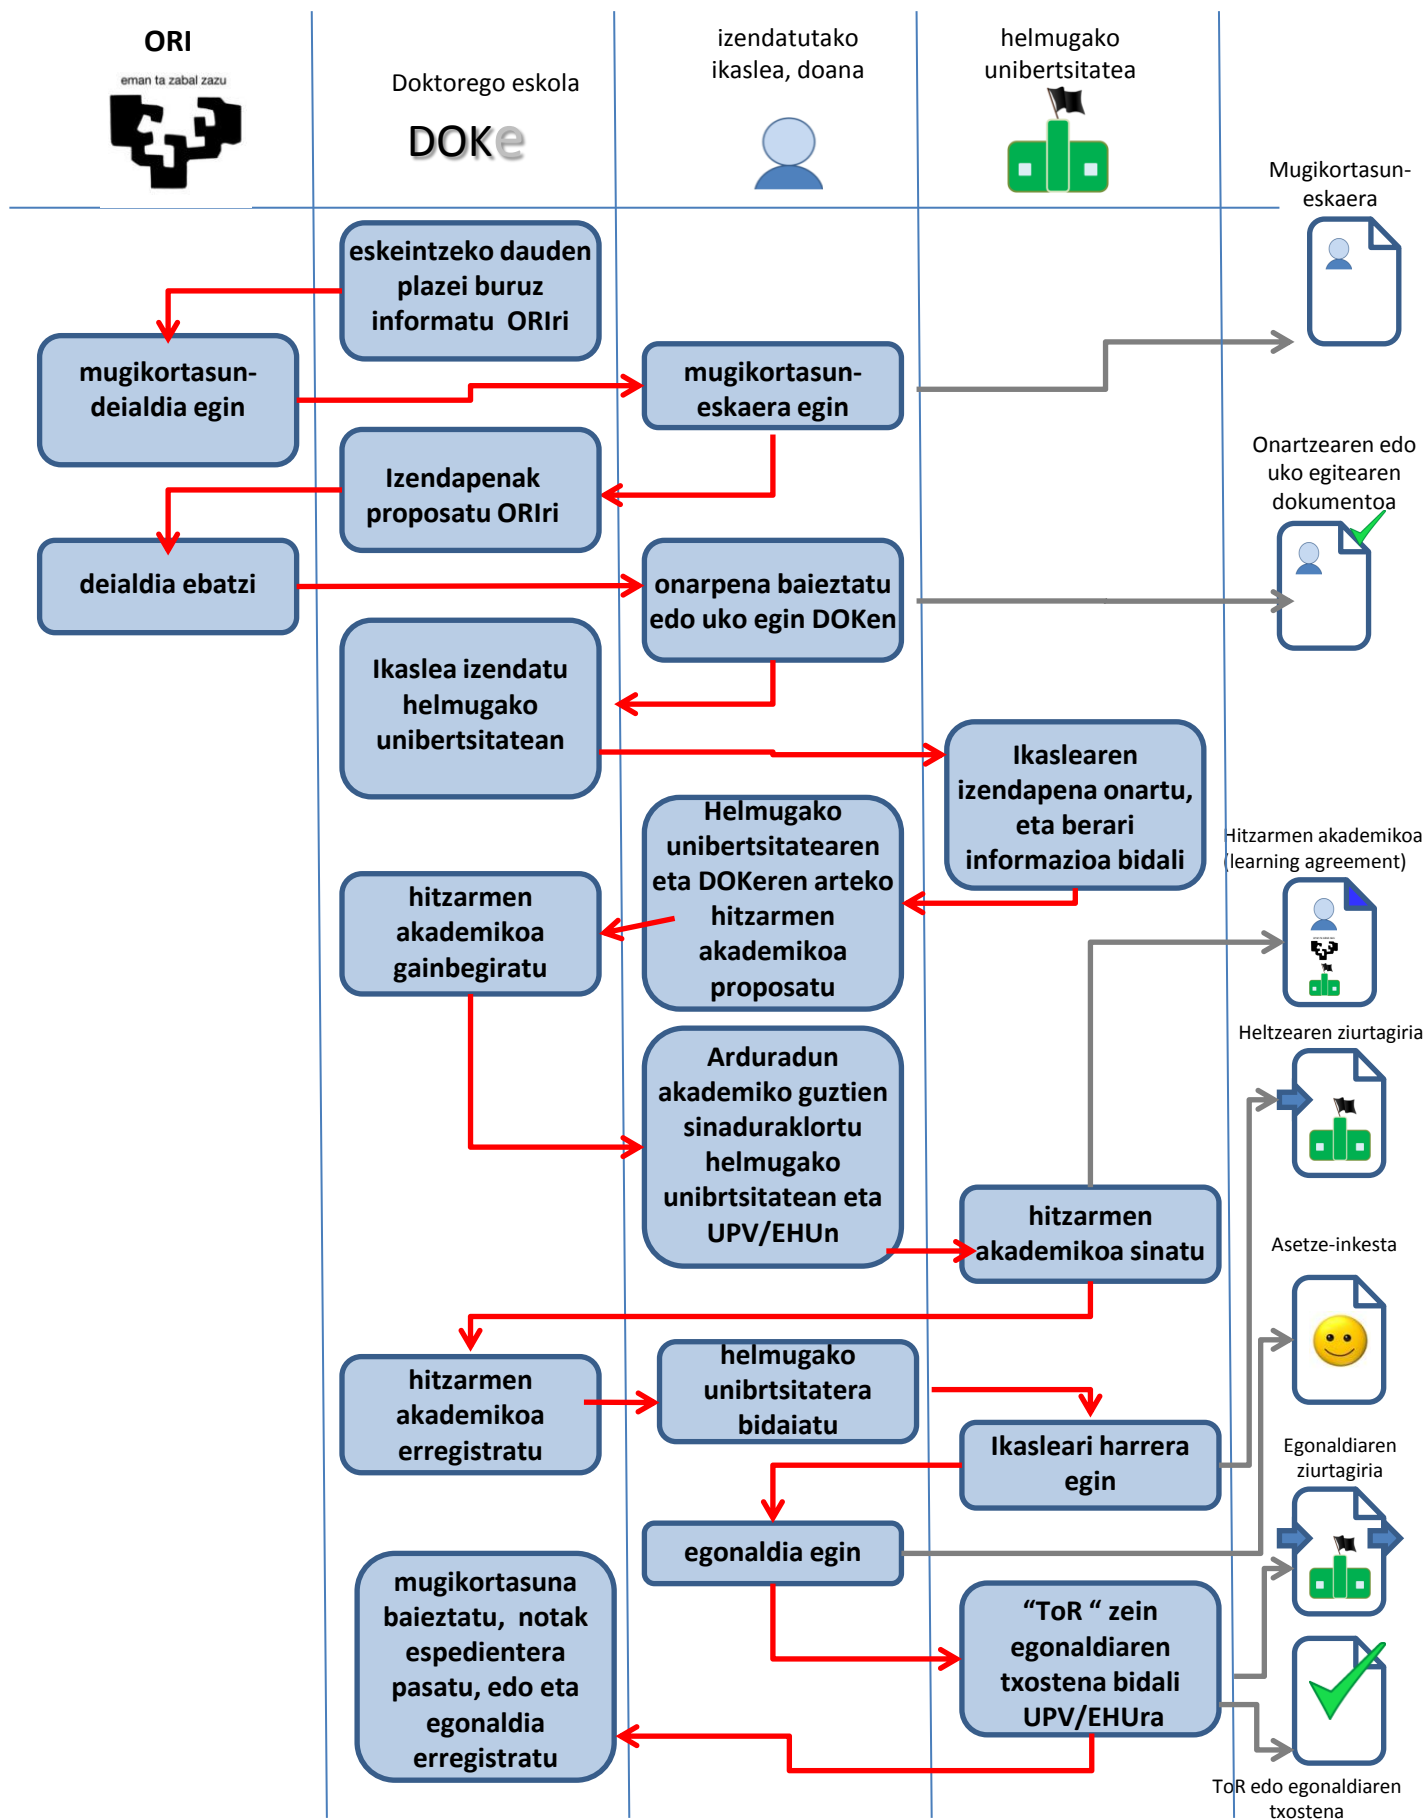 ORI
eman ta zabal zazu
Doktorego eskola
DOKe
izendatutako
ikaslea, doana
helmugako
unibertsitatea
Mugikortasun-
eskaera
eskeintzeko dauden
plazei buruz
informatu ORIri
mugikortasun-
deialdia egin
mugikortasun-
eskaera egin
Izendapenak
proposatu ORIri
Onartzearen edo
uko egitearen
dokumentoa
deialdia ebatzi
onarpena baieztatu
edo uko egin DOKen
Ikaslea izendatu
helmugako
unibertsitatean
Ikaslearen
izendapena onartu,
eta berari
informazioa bidali
Helmugako
unibertsitatearen
eta DOKeren arteko
hitzarmen
akademikoa
proposatu
Hitzarmen akademikoa
(learning agreement)
hitzarmen
akademikoa
gainbegiratu
Heltzearen ziurtagiria
Arduradun
akademiko guztien
sinaduraklortu
helmugako
unibrtsitatean eta
UPV/EHUn
hitzarmen
akademikoa sinatu
Asetze-inkesta
hitzarmen
akademikoa
erregistratu
helmugako
unibrtsitatera
bidaiatu
Ikasleari harrera
egin
Egonaldiaren
ziurtagiria
egonaldia egin
mugikortasuna
baieztatu, notak
espedientera
pasatu, edo eta
egonaldia
erregistratu
“ToR “ zein
egonaldiaren
txostena bidali
UPV/EHUra
ToR edo egonaldiaren
txostena